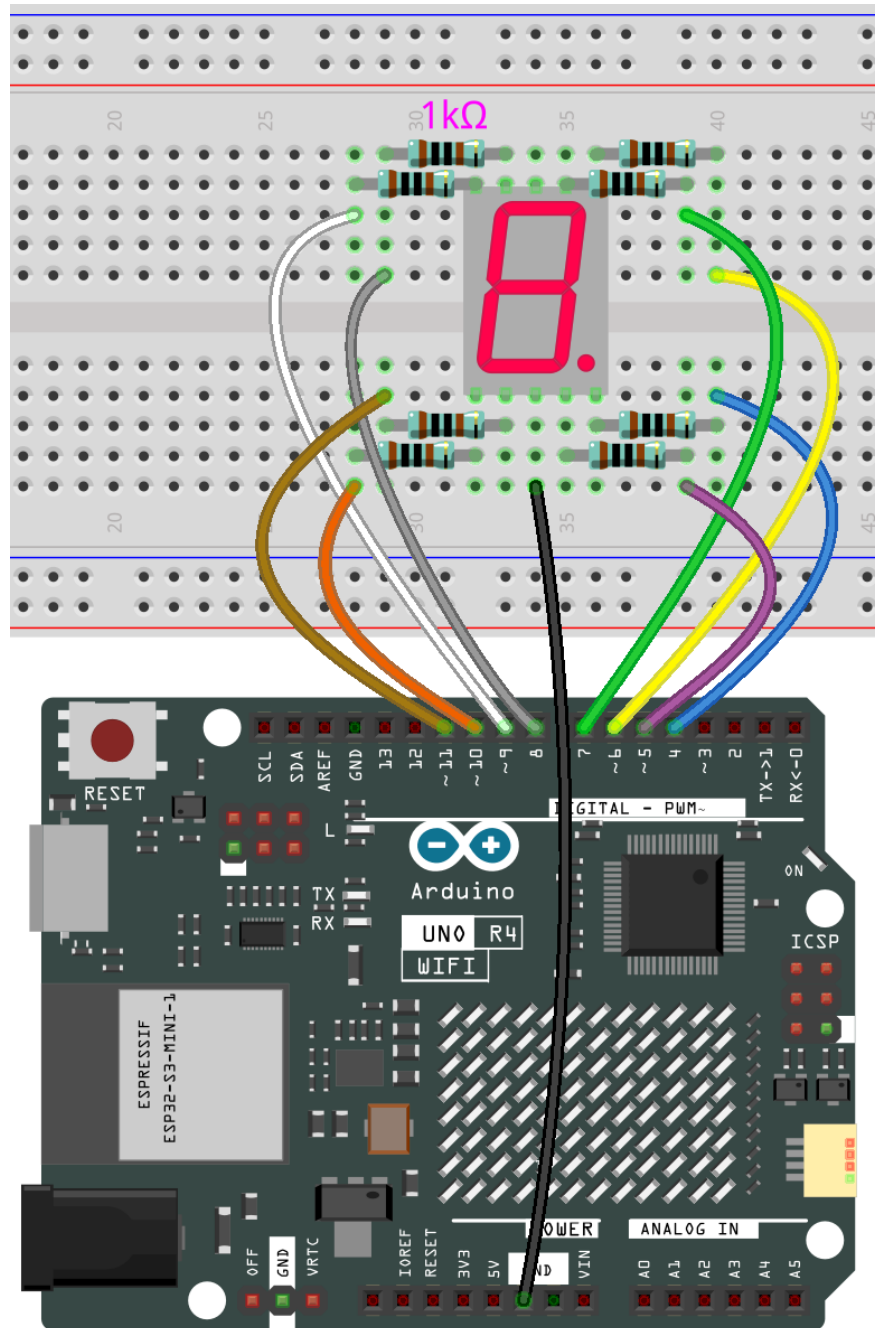 1kΩ
20 25 30 35 40 45
20 25 30 35 40 45
RESET
SCL
SDA
AREF
GND
13
12
~11
~10
~9
8
7
~6
~5
4
~3
2
TX->1
RX<-0
DIGITAL - PWM~
L
TX
RX
Arduino
UNO R4
WIFI
ON
ICSP
ESPRESSIF
ESP32-S3-MINI-1
POWER
ANALOG IN
OFF
GND
VRTC
IOREF
RESET
3V3
5V
VIN
A0
A1
A2
A3
A4
A5